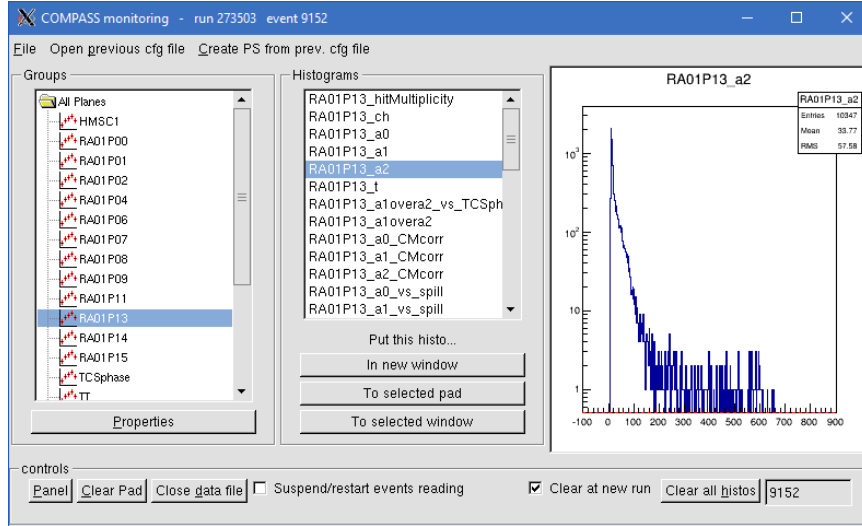 COMPASS monitoring - run 273503 event 9152
File Open previous cfg file Create PS from prev. cfg file
Groups
All Planes
HMSC1
RA01P00
RA01P01
RA01P02
RA01P04
RA01P06
RA01P07
RA01P08
RA01P09
RA01P11
RA01P13
RA01P14
RA01P15
TCSphase
TT
Properties
Histograms
RA01P13_hitMultiplicity
RA01P13_ch
RA01P13_a0
RA01P13_a1
RA01P13_a2
RA01P13_t
RA01P13_a1overa2_vs_TCSph
RA01P13_a1overa2
RA01P13_a0_CMcorr
RA01P13_a1_CMcorr
RA01P13_a2_CMcorr
RA01P13_a0_vs_spill
RA01P13_a1_vs_spill
Put this histo...
In new window
To selected pad
To selected window
RA01P13_a2
RA01P13_a2
Entries 10347
Mean 33.77
RMS 57.58
10³
10²
10
1
-100 0 100 200 300 400 500 600 700 800 900
controls
Panel Clear Pad Close data file Suspend/restart events reading Clear at new run Clear all histos 9152